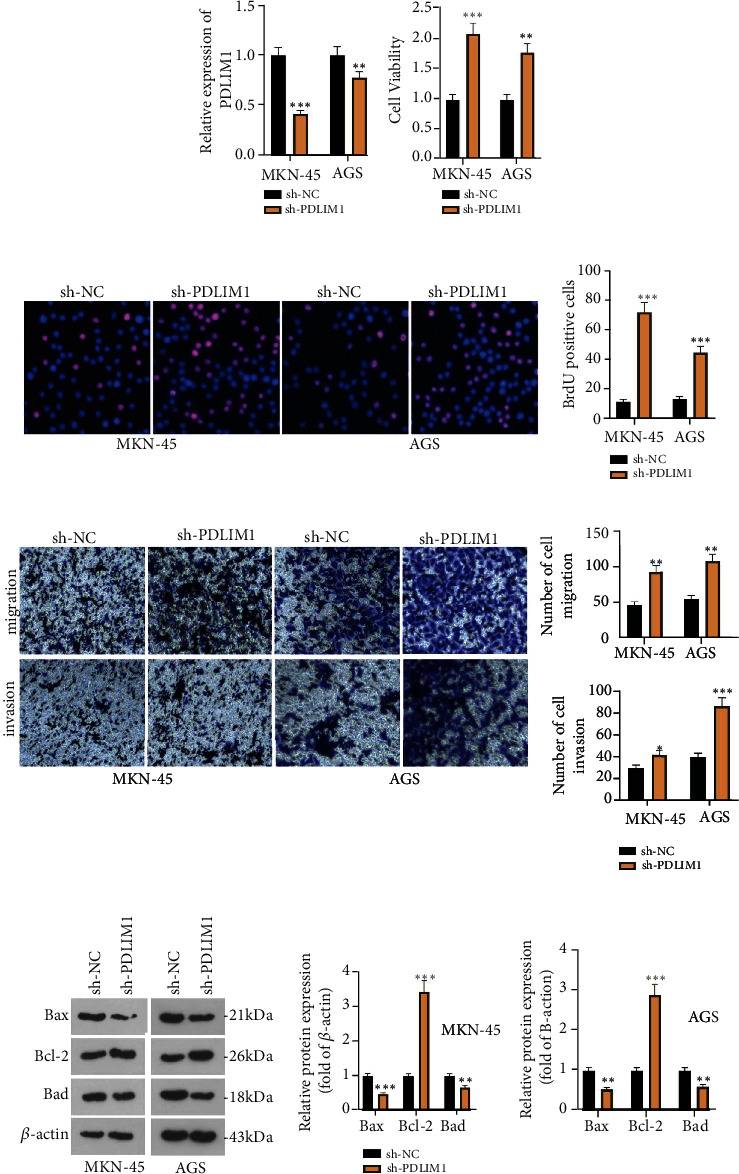 Relative expression of
PDLIM1
1.5
1.0
0.5
0.0
***
**
MKN-45 AGS
sh-NC
sh-PDLIM1
Cell Viability
2.5
2.0
1.5
1.0
0.5
0.0
***
**
MKN-45 AGS
sh-NC
sh-PDLIM1
sh-NC sh-PDLIM1 sh-NC sh-PDLIM1
MKN-45 AGS
BrdU posittive cells
100
80
60
40
20
0
***
***
MKN-45 AGS
sh-NC
sh-PDLIM1
sh-NC sh-PDLIM1 sh-NC sh-PDLIM1
migration
invasion
MKN-45 AGS
Number of cell
migration
150
100
50
0
**
**
MKN-45 AGS
Number of cell
invasion
100
80
60
40
20
0
*
***
MKN-45 AGS
sh-NC
sh-PDLIM1
sh-NC sh-PDLIM1 sh-NC sh-PDLIM1
Bax -21kDa
Bcl-2 -26kDa
Bad -18kDa
β-actin -43kDa
MKN-45 AGS
Relative protein expression
(fold of β-actin)
4
3
2
1
0
***
***
**
MKN-45
Bax Bcl-2 Bad
sh-NC
sh-PDLIM1
Relative protein expression
(fold of B-action)
4
3
2
1
0
**
***
**
AGS
Bax Bcl-2 Bad